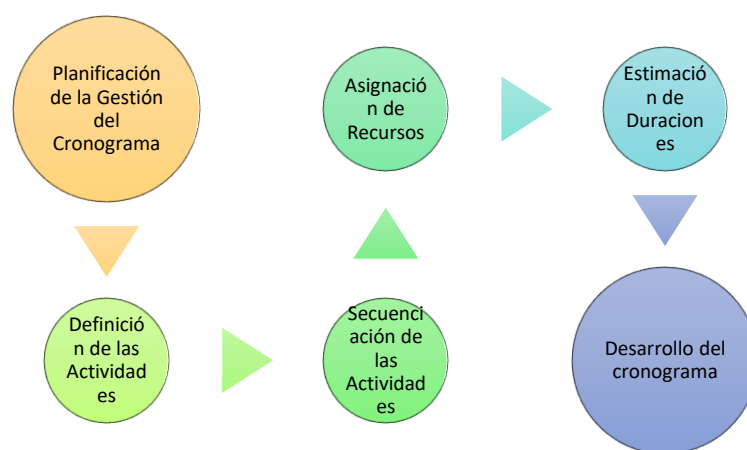 Planificación
de la Gestión
del
Cronograma
Definició
n de las
Actividad
es
Secuenci
ación de
las
Actividad
es
Asignació
n de
Recursos
Estimació
n de
Duracion
es
Desarrollo del
cronograma